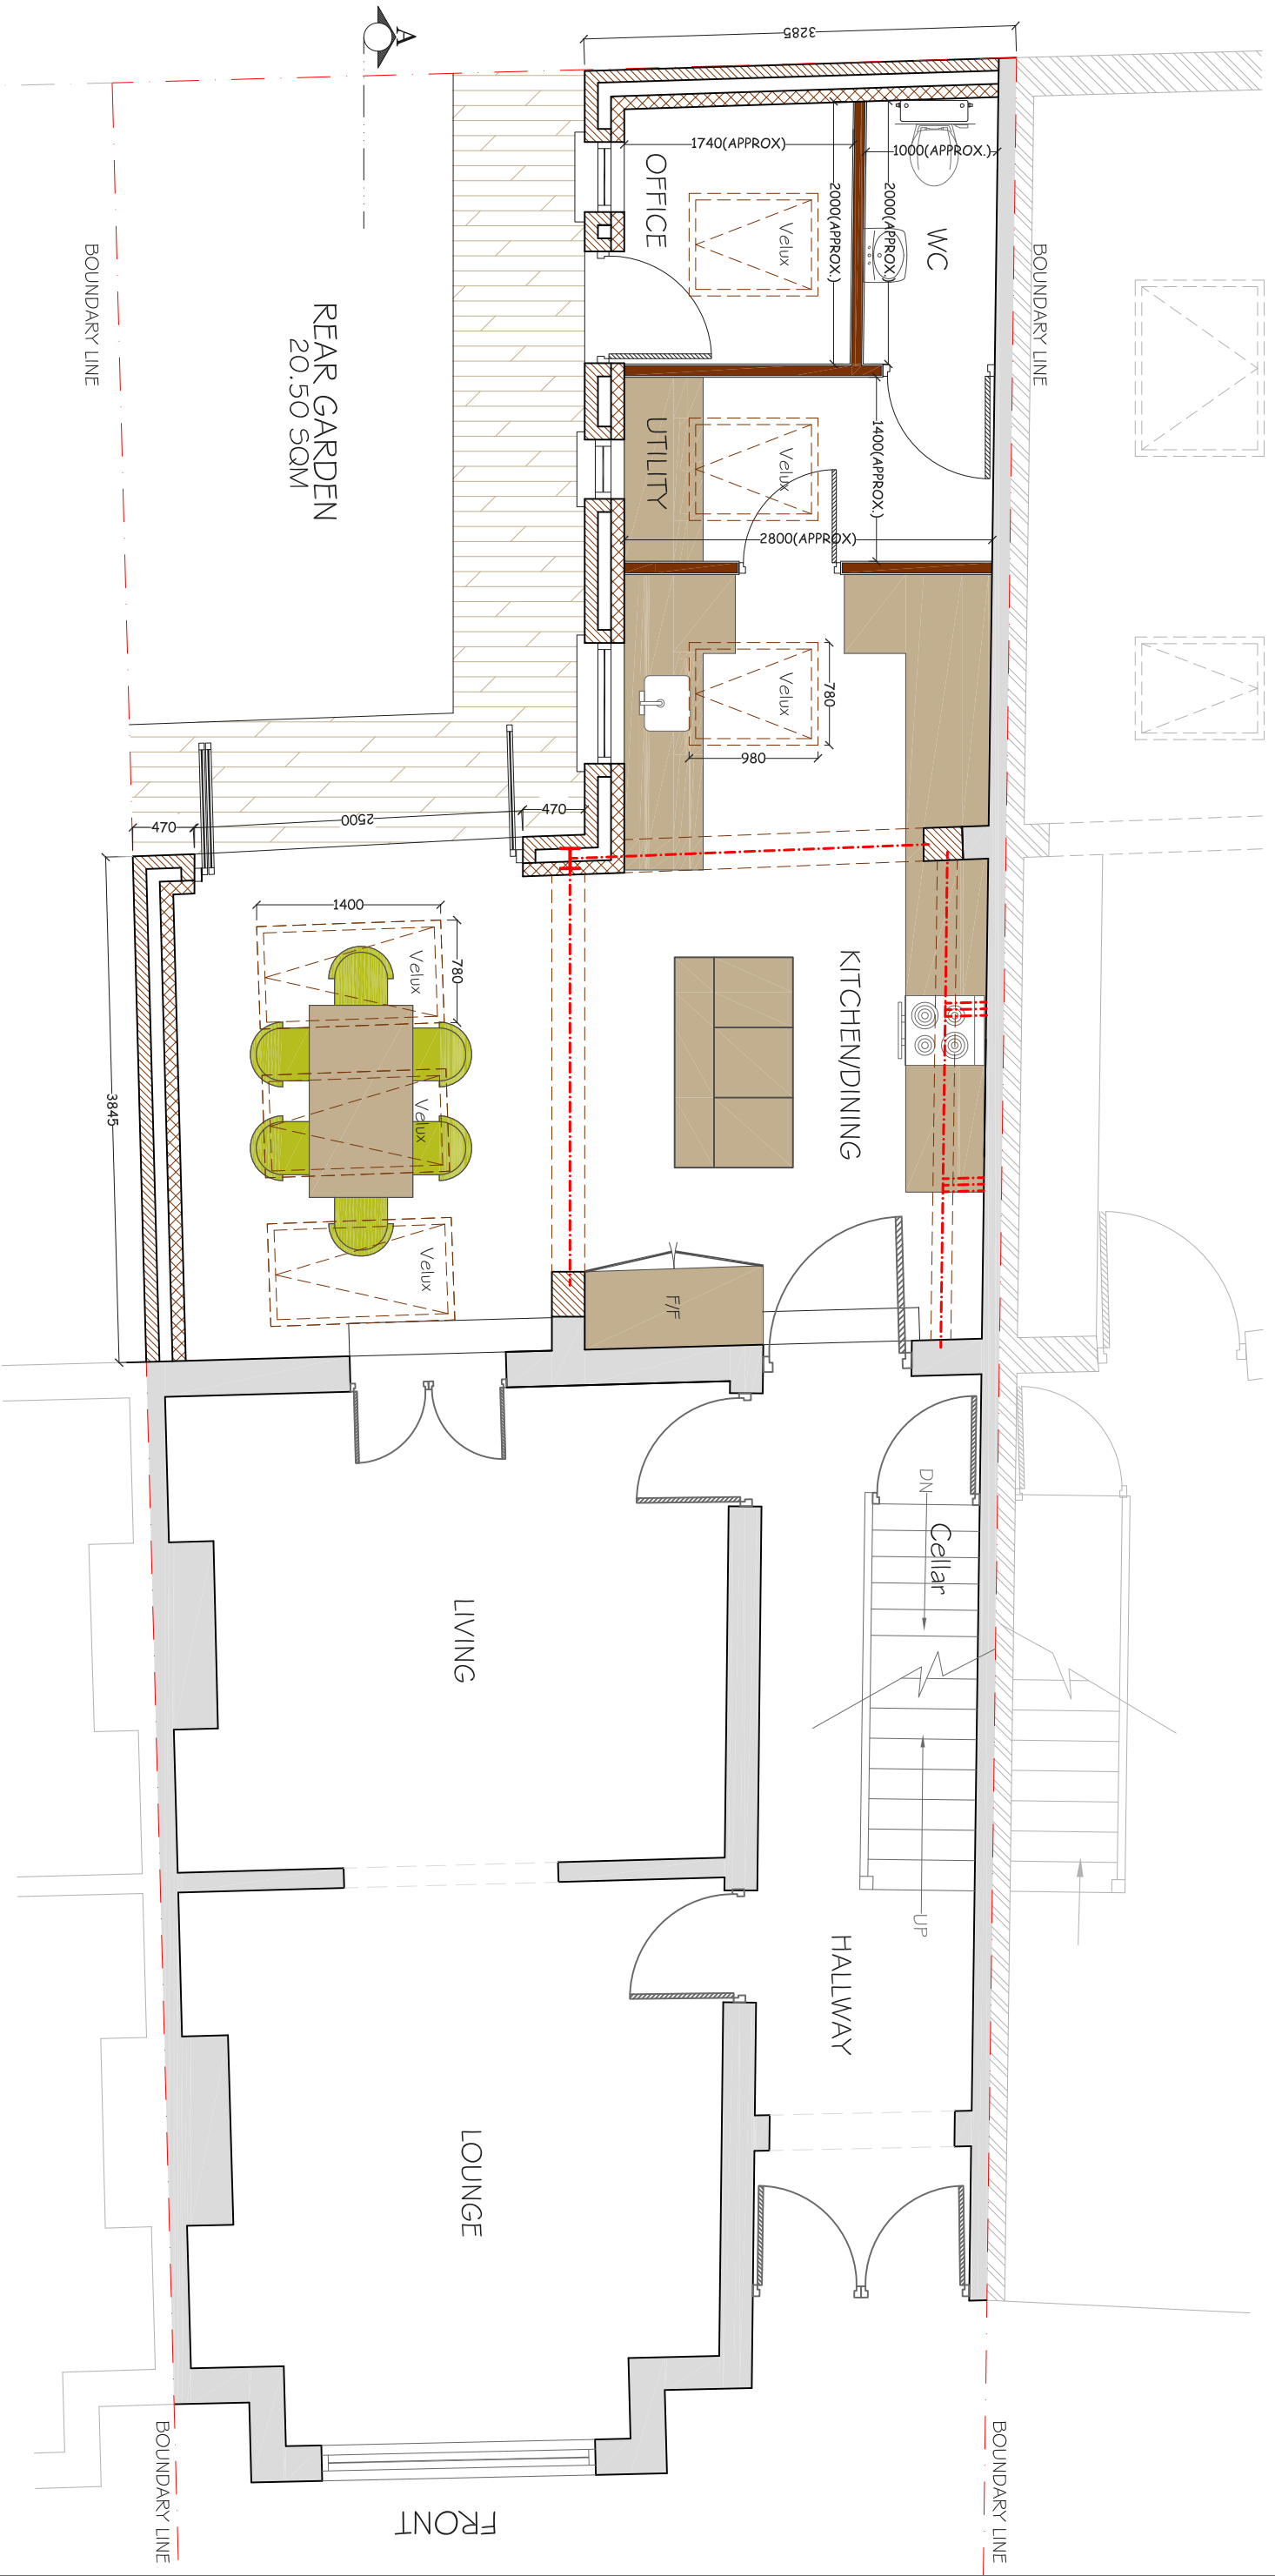 A
3285
BOUNDARY LINE
BOUNDARY LINE
REAR GARDEN
20.50 SQM
OFFICE
1740(APPROX)
2000(APPROX.)
Velux
WC
1000(APPROX.)
2000(APPROX.)
UTILITY
Velux
1400(APPROX.)
2800(APPROX)
Velux
780
980
470
2500
470
3845
1400
780
Velux
Velux
Velux
KITCHEN/DINING
F/F
DN
Cellar
UP
LIVING
HALLWAY
LOUNGE
BOUNDARY LINE
BOUNDARY LINE
FRONT